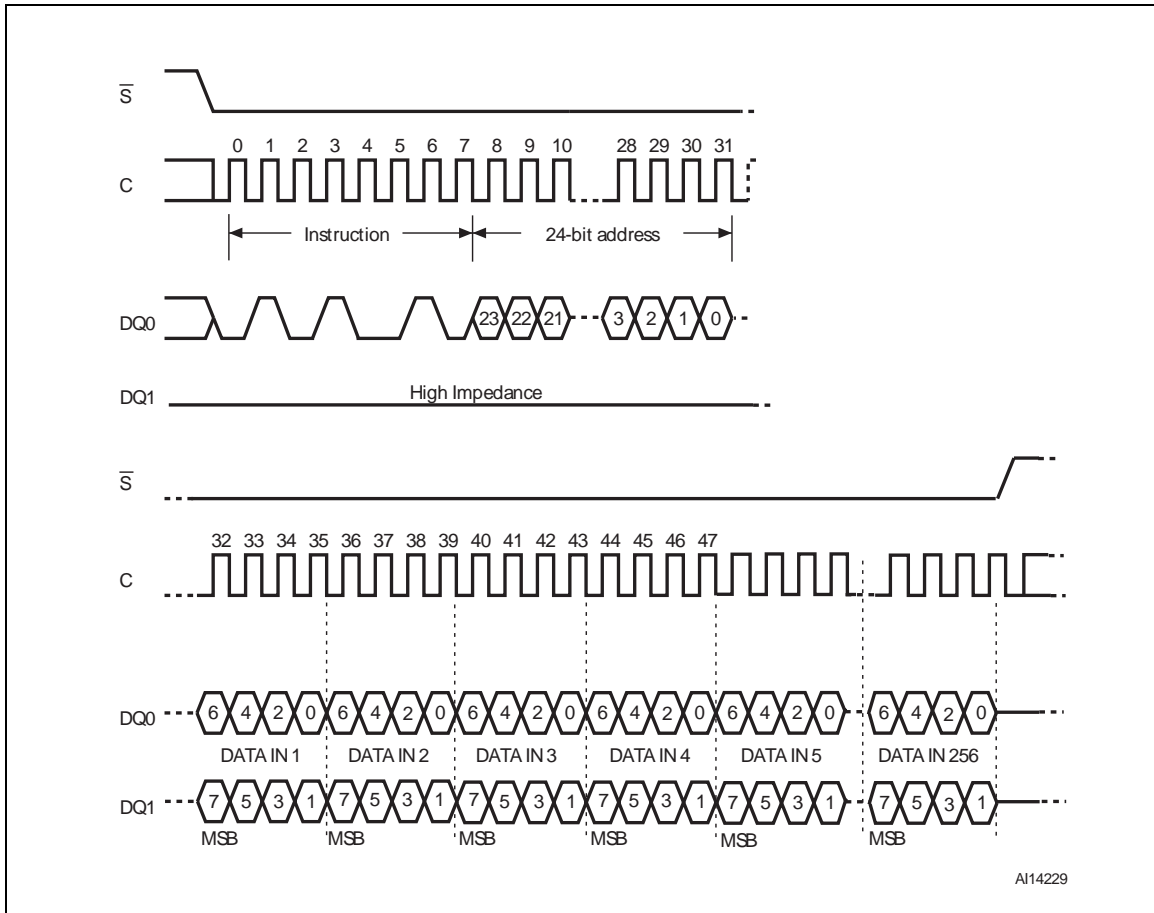 S
0 1 2 3 4 5 6 7 8 9 10 28 29 30 31
C
Instruction 24-bit address
DQ0 23 22 21 3 2 1 0
DQ1 High Impedance
S
32 33 34 35 36 37 38 39 40 41 42 43 44 45 46 47
C
DQ0 6 4 2 0 6 4 2 0 6 4 2 0 6 4 2 0 6 4 2 0 6 4 2 0
DATA IN 1 DATA IN 2 DATA IN 3 DATA IN 4 DATA IN 5 DATA IN 256
DQ1 7 5 3 1 7 5 3 1 7 5 3 1 7 5 3 1 7 5 3 1 7 5 3 1
MSB MSB MSB MSB MSB MSB
AI14229